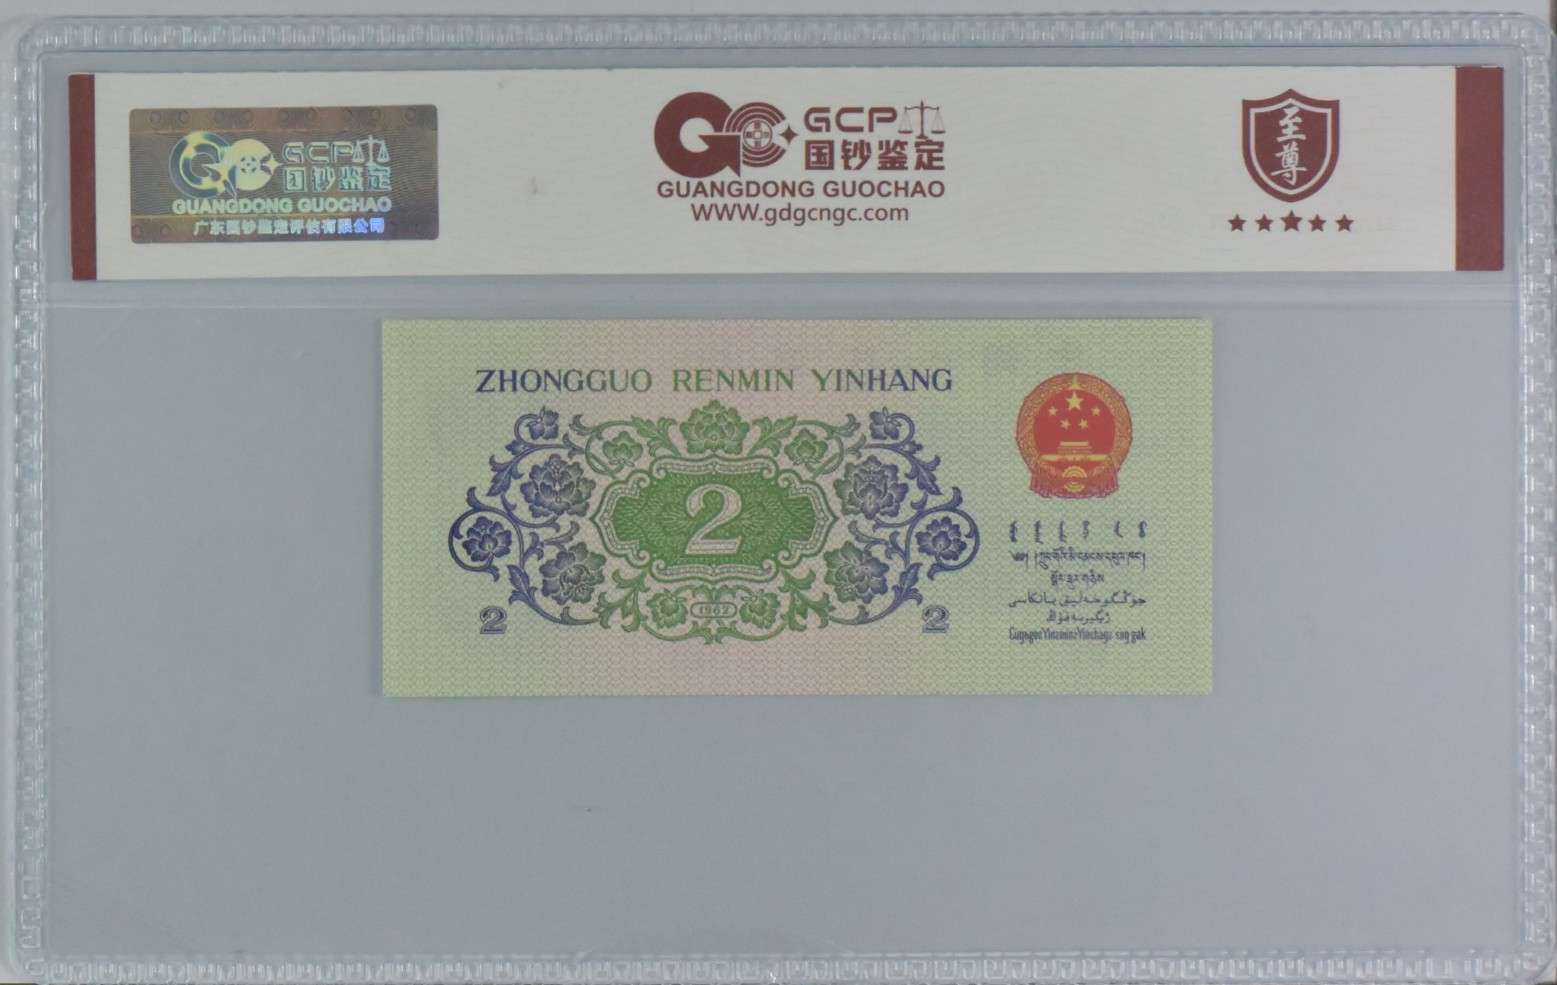 GCP
国钞鉴定
GUANGDONG GUOCHAO
广东国钞鉴定评估有限公司
GCP
国钞鉴定
GUANGDONG GUOCHAO
WWW.gdgcngc.com
至尊
ZHONGGUO RENMIN YINHANG
2
1962
2 2
جۇڭگوخەلىق بانكىسى